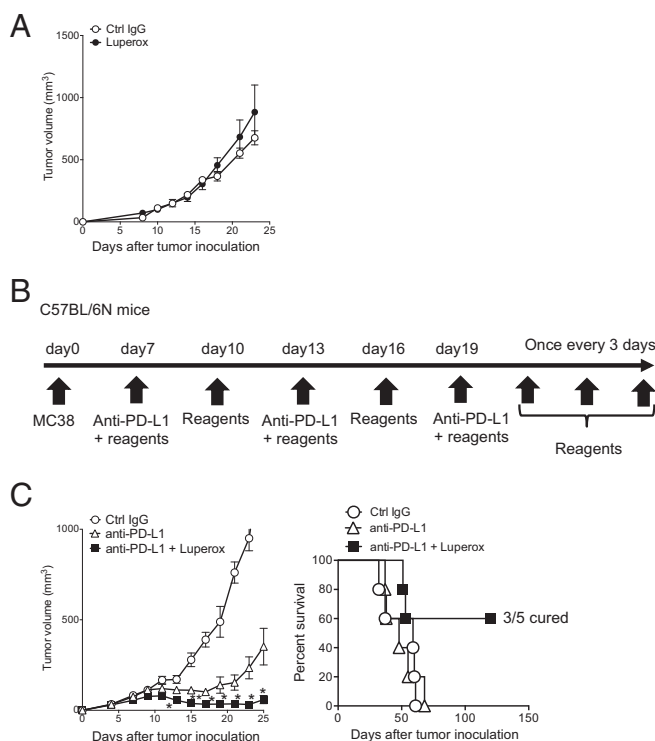 A
Ctrl IgG
Luperox
Tumor volume (mm³)
1500
1000
500
0
0 5 10 15 20 25
Days after tumor inoculation
B
C57BL/6N mice
day0 day7 day10 day13 day16 day19 Once every 3 days
MC38 Anti-PD-L1 Reagents Anti-PD-L1 Reagents Anti-PD-L1 Reagents
+ reagents + reagents + reagents
C
Ctrl IgG
anti-PD-L1
anti-PD-L1 + Luperox
Tumor volume (mm³)
1000
500
0
0 5 10 15 20 25
* * * * * * * *
Days after tumor inoculation
Ctrl IgG
anti-PD-L1
anti-PD-L1 + Luperox
Percent survival
100
80
60
40
20
0
3/5 cured
0 50 100 150
Days after tumor inoculation